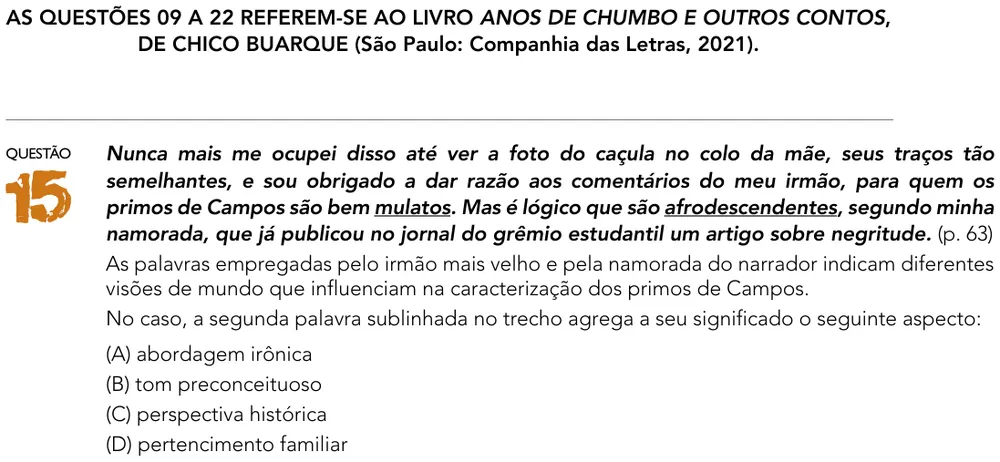 AS QUESTÕES 09 A 22 REFEREM-SE AO LIVRO ANOS DE CHUMBO E OUTROS CONTOS,
DE CHICO BUARQUE (São Paulo: Companhia das Letras, 2021).
QUESTÃO
15
Nunca mais me ocupei disso até ver a foto do caçula no colo da mãe, seus traços tão
semelhantes, e sou obrigado a dar razão aos comentários do meu irmão, para quem os
primos de Campos são bem mulatos. Mas é lógico que são afrodescendentes, segundo minha
namorada, que já publicou no jornal do grêmio estudantil um artigo sobre negritude. (p. 63)
As palavras empregadas pelo irmão mais velho e pela namorada do narrador indicam diferentes
visões de mundo que influenciam na caracterização dos primos de Campos.
No caso, a segunda palavra sublinhada no trecho agrega a seu significado o seguinte aspecto:
(A) abordagem irônica
(B) tom preconceituoso
(C) perspectiva histórica
(D) pertencimento familiar